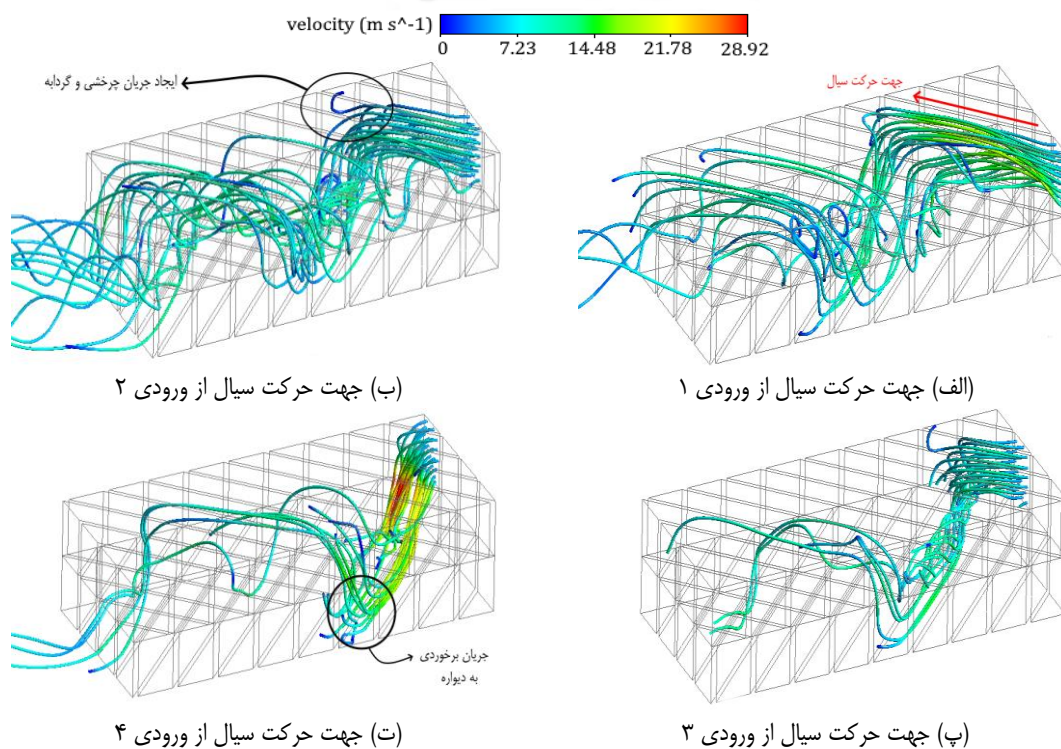 velocity (m s^-1)
0 7.23 14.48 21.78 28.92
جهت حرکت سیال
ایجاد جریان چرخشی و گردابه
(الف) جهت حرکت سیال از ورودی ۱
(ب) جهت حرکت سیال از ورودی ۲
جریان برخوردی
به دیواره
(پ) جهت حرکت سیال از ورودی ۳
(ت) جهت حرکت سیال از ورودی ۴